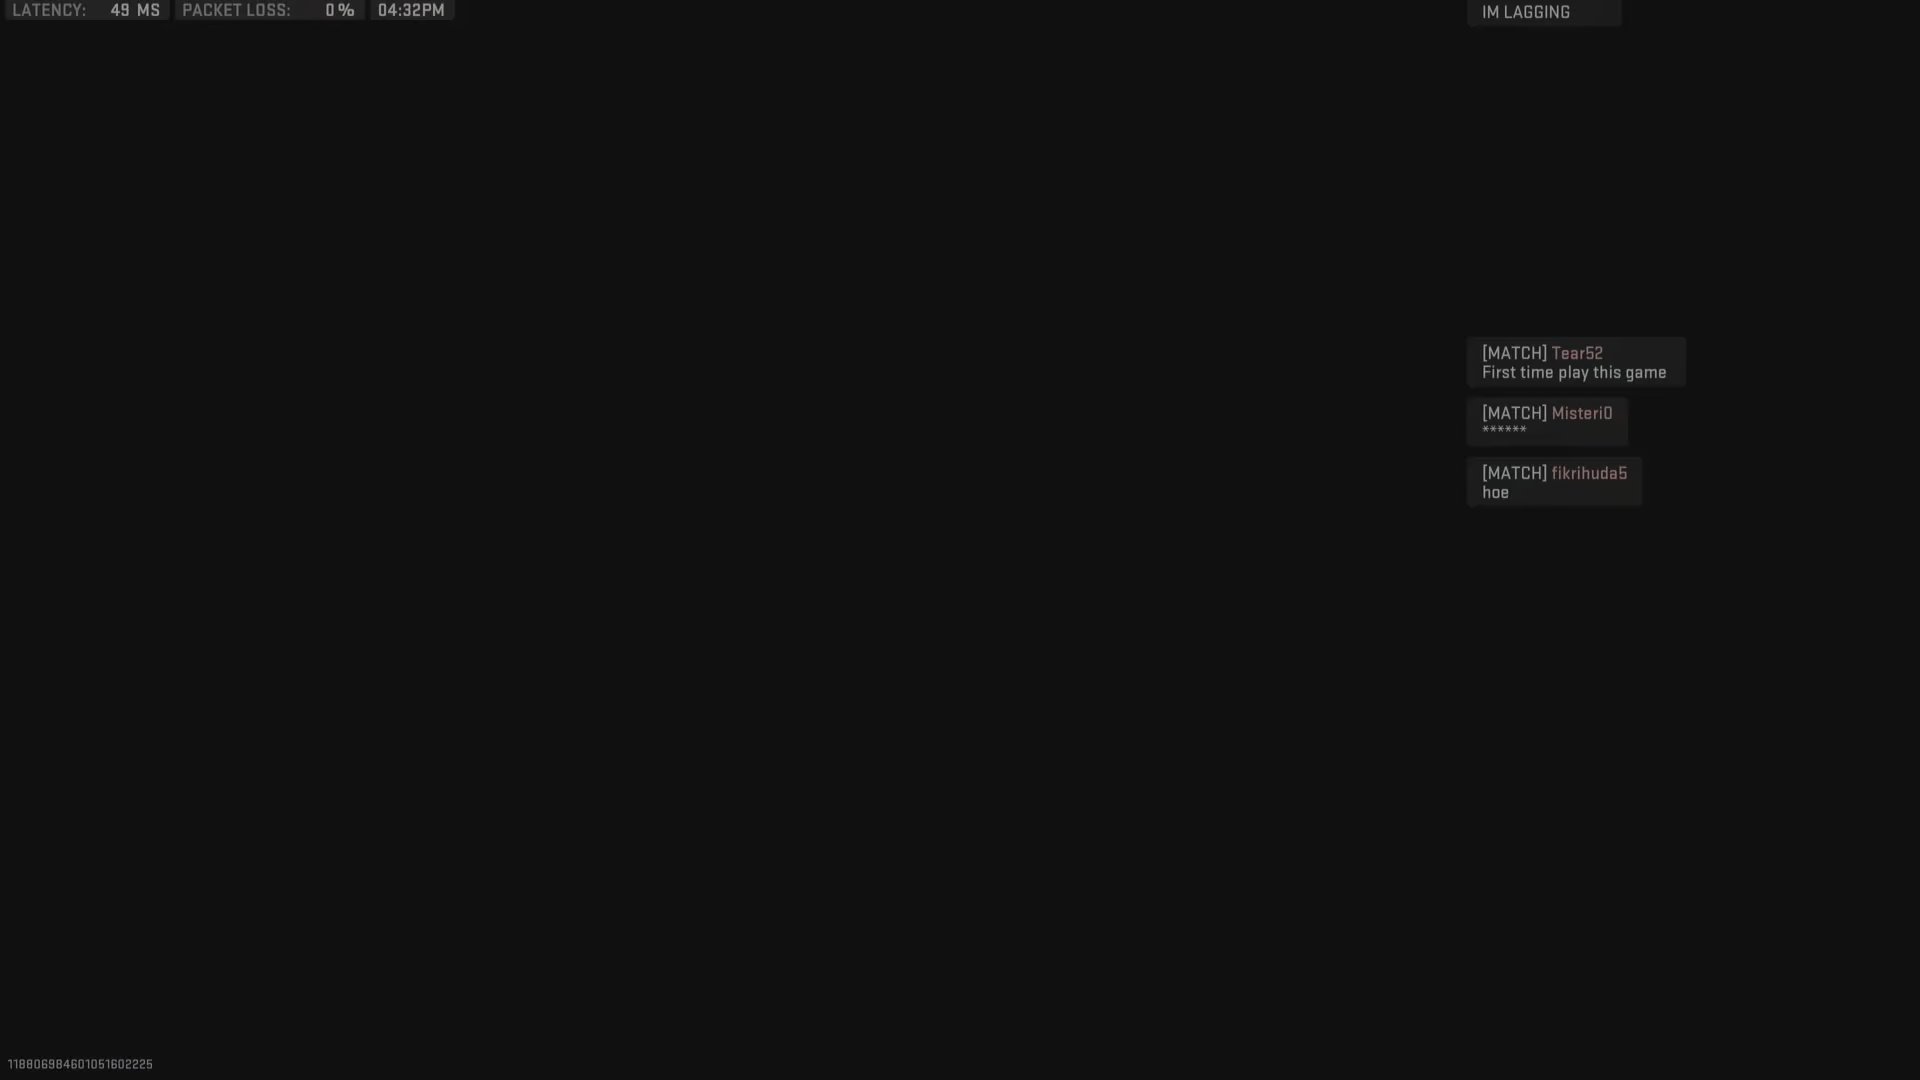 LATENCY: 49 MS PACKET LOSS: 0 % 04:32PM
IM LAGGING
[MATCH] Tear52
First time play this game
[MATCH] Misteri0
******
[MATCH] fikrihuda5
hoe
118806984601051602225